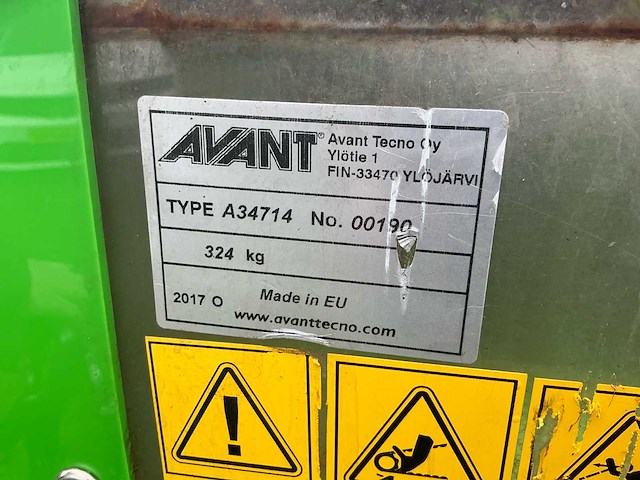 AVANT® Avant Tecno Oy
Ylötie 1
FIN-33470 YLÖJÄRVI
TYPE A34714 No. 00190
324 kg
2017 O Made in EU
www.avanttecno.com